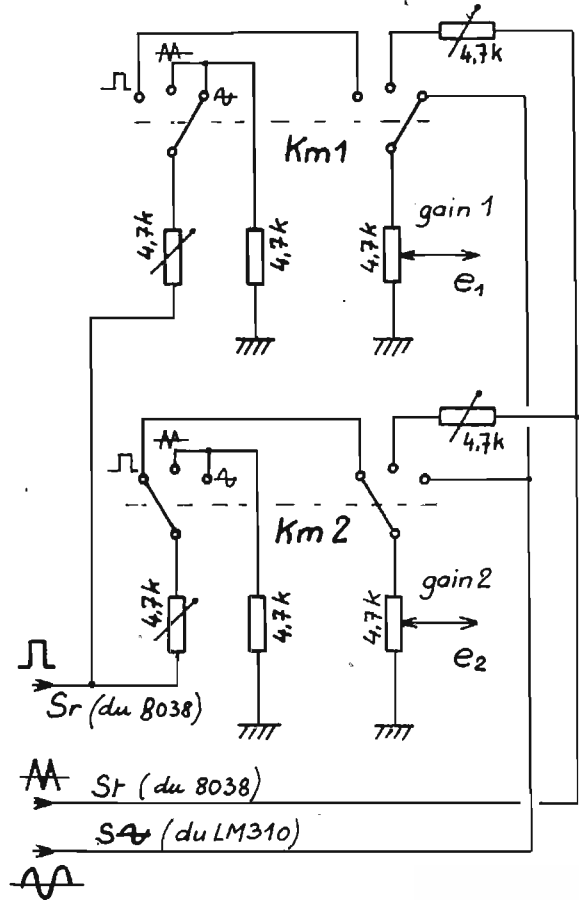 4,7k
Km1
4,7k
4,7k
4,7k
gain 1
e1
4,7k
Km2
4,7k
4,7k
4,7k
gain 2
e2
Sr (du 8038)
St (du 8038)
S (du LM310)